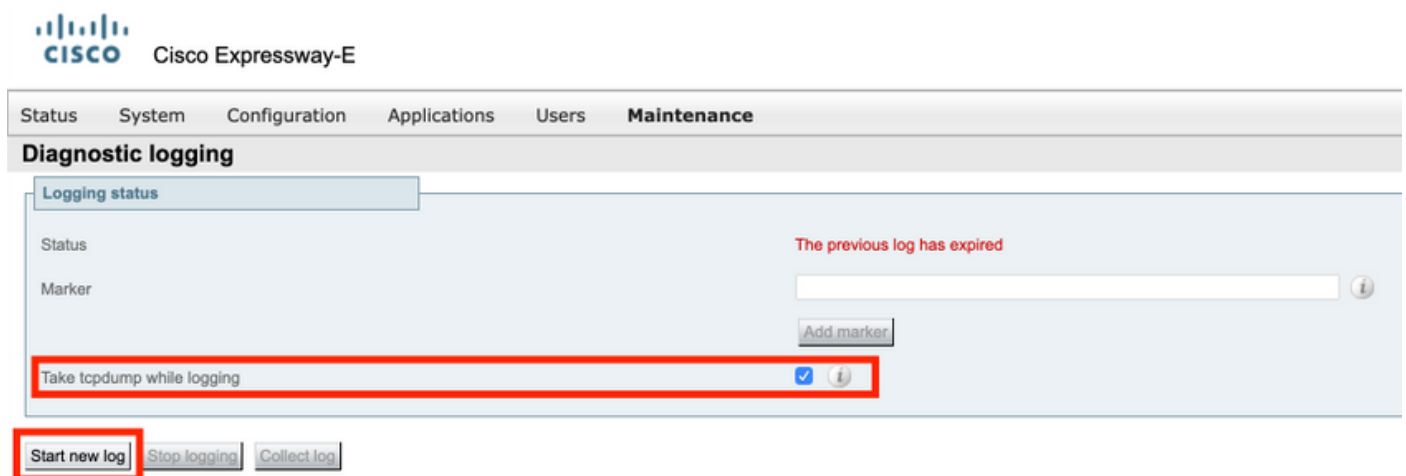 CISCO Cisco Expressway-E
Status System Configuration Applications Users Maintenance
Diagnostic logging
Logging status
Status The previous log has expired
Marker i
Add marker
Take tcpdump while logging i
Start new log Stop logging Collect log